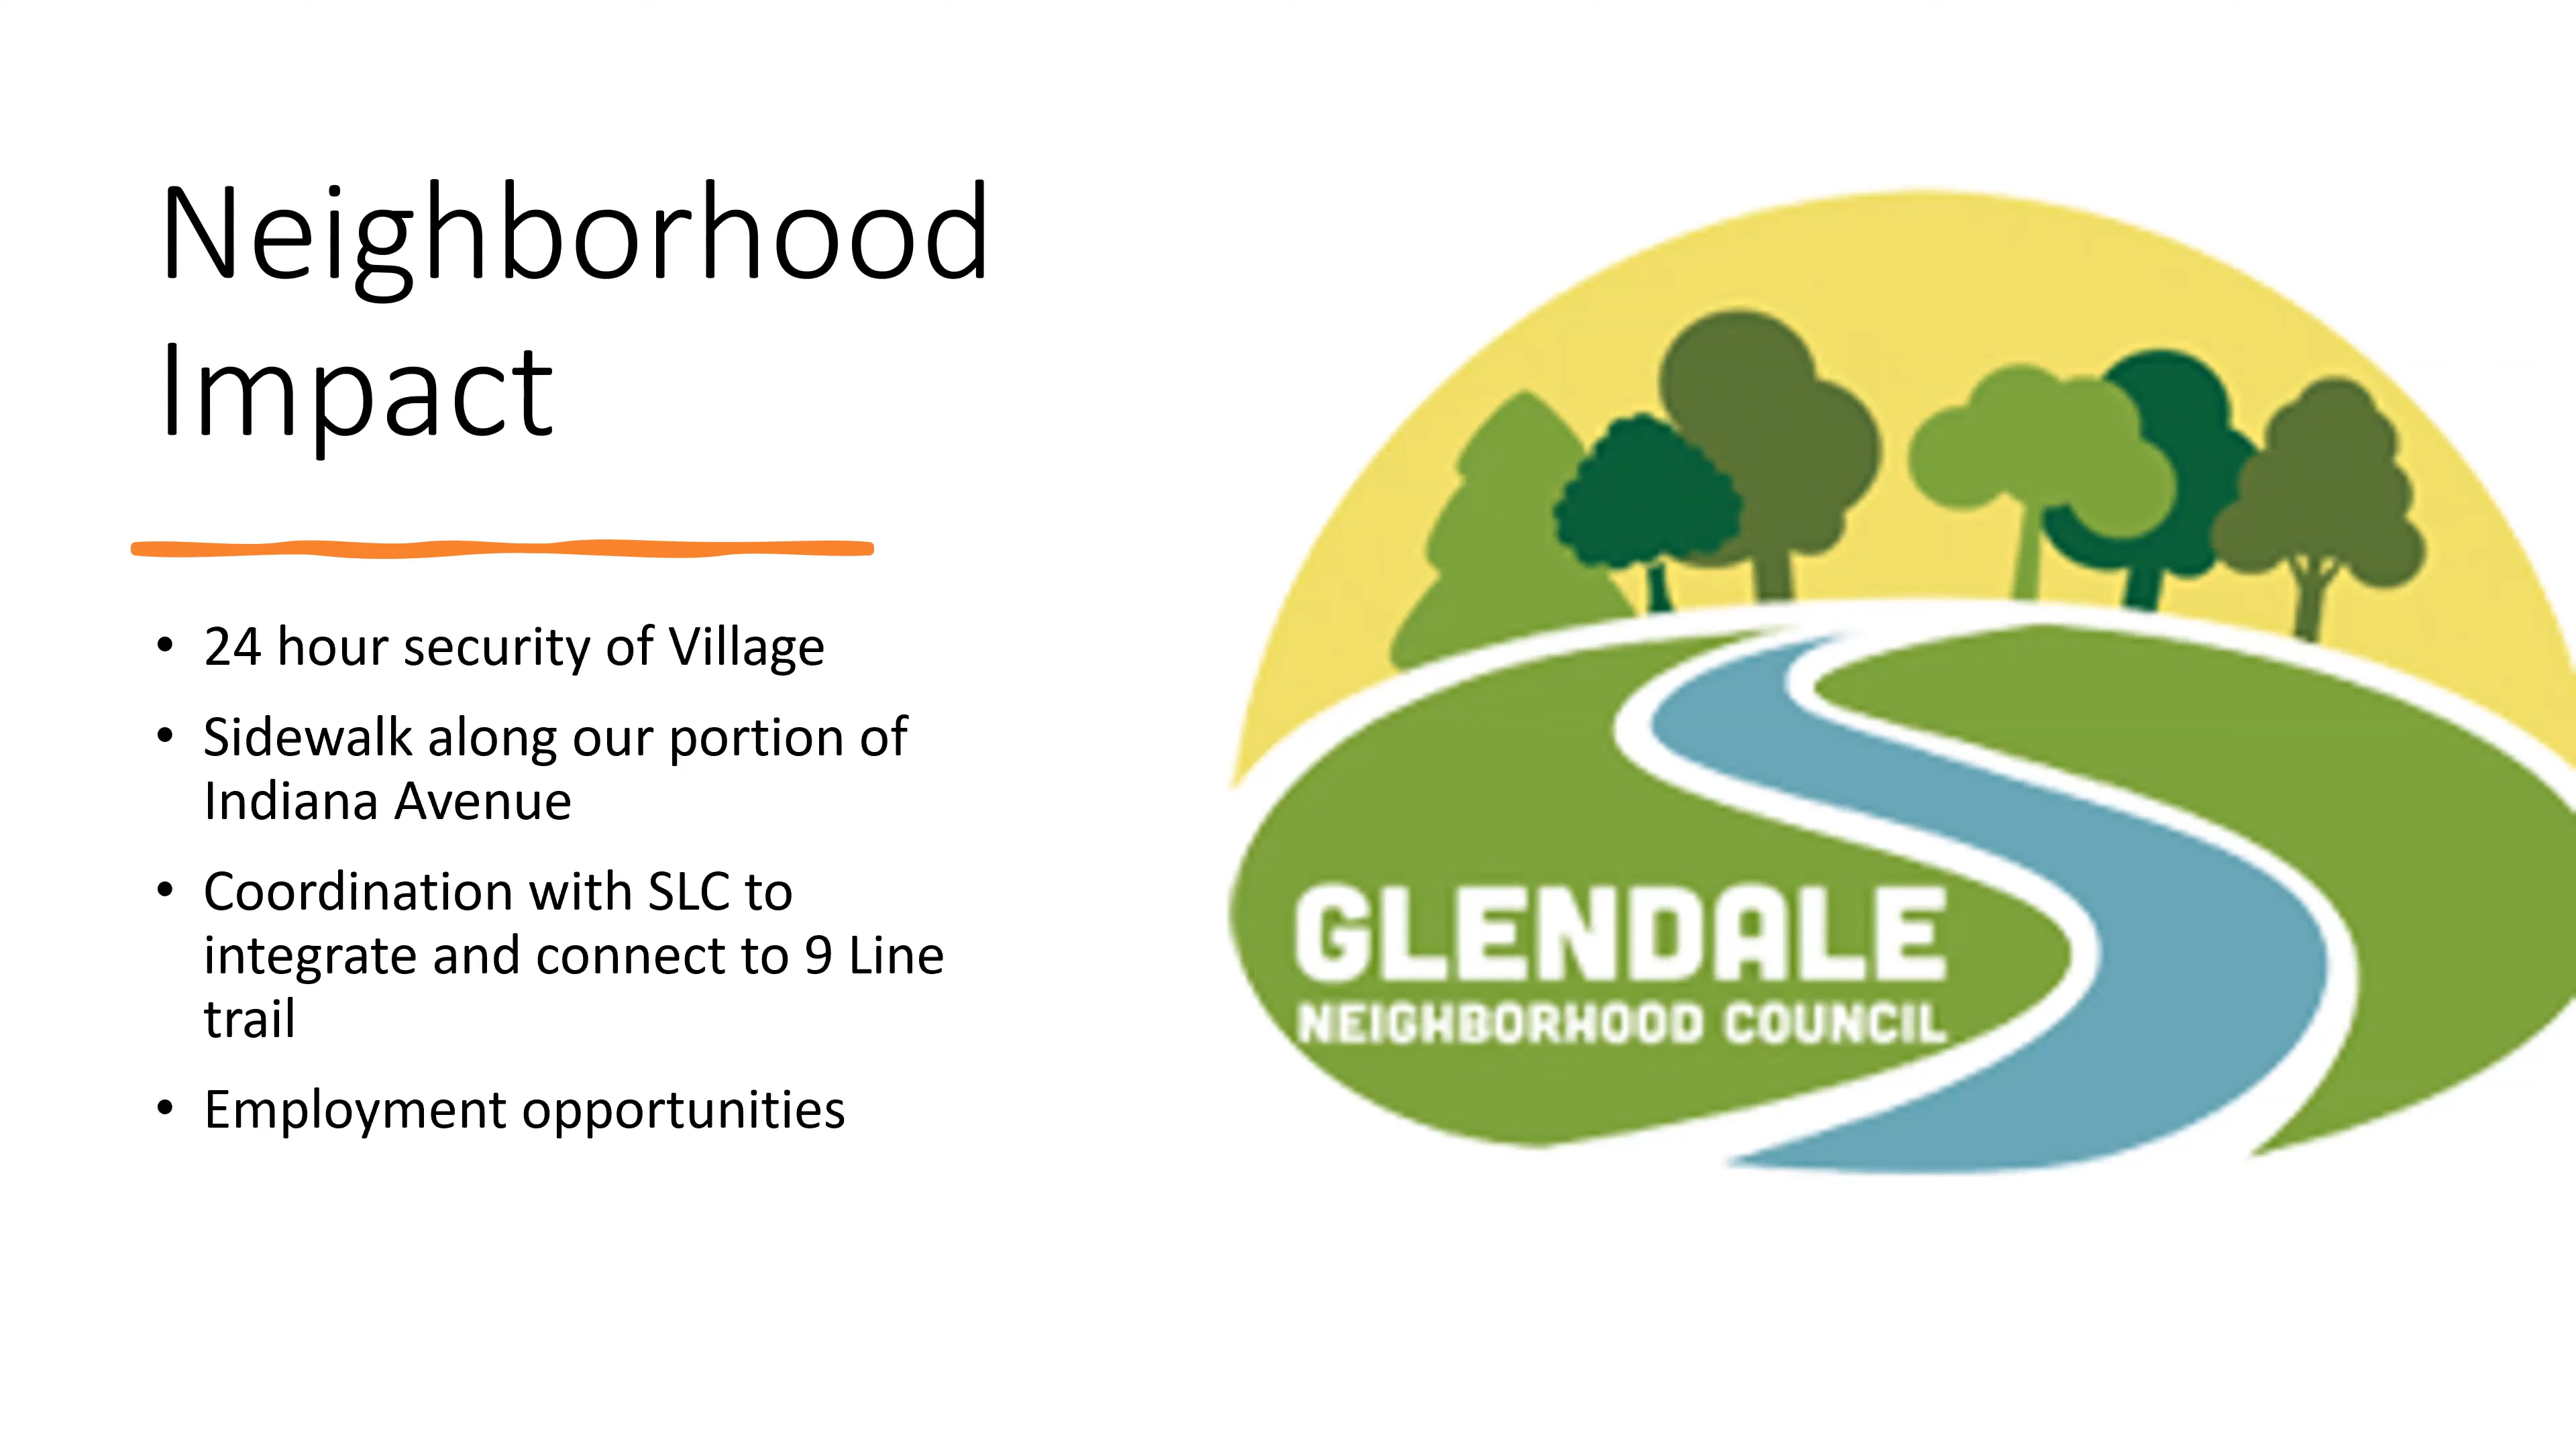 Neighborhood
Impact
• 24 hour security of Village
• Sidewalk along our portion of
Indiana Avenue
• Coordination with SLC to
integrate and connect to 9 Line
trail
• Employment opportunities
GLENDALE
NEIGHBORHOOD COUNCIL